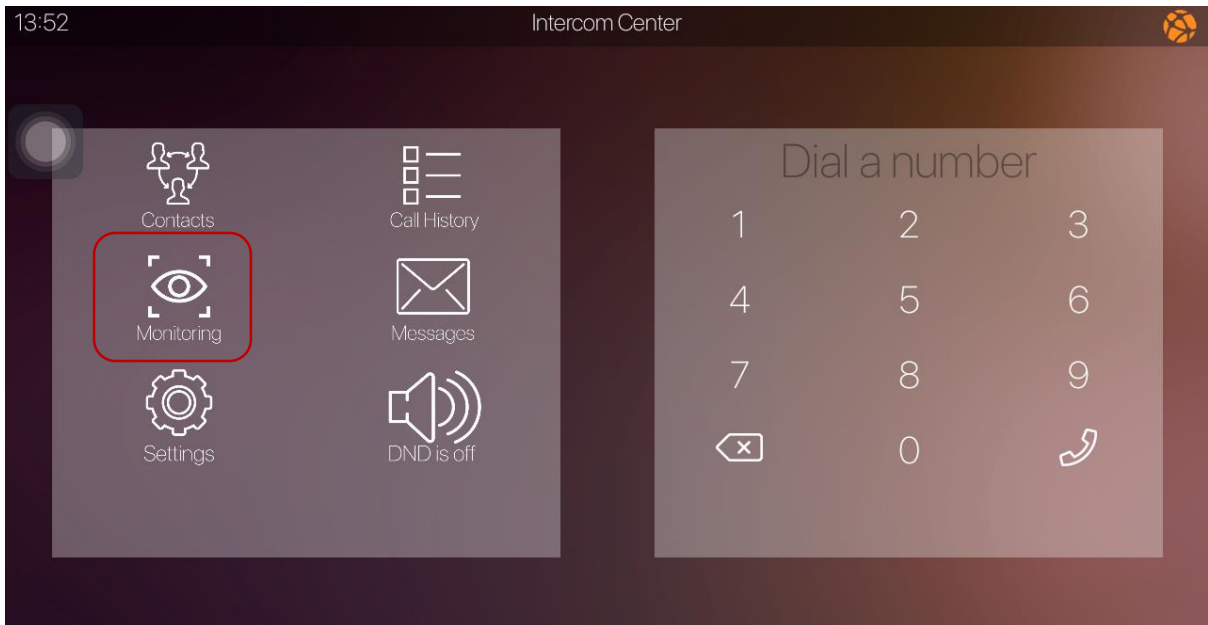 13:52
Intercom Center
Contacts
Call History
Monitoring
Messages
Settings
DND is off
Dial a number
1 2 3
4 5 6
7 8 9
0